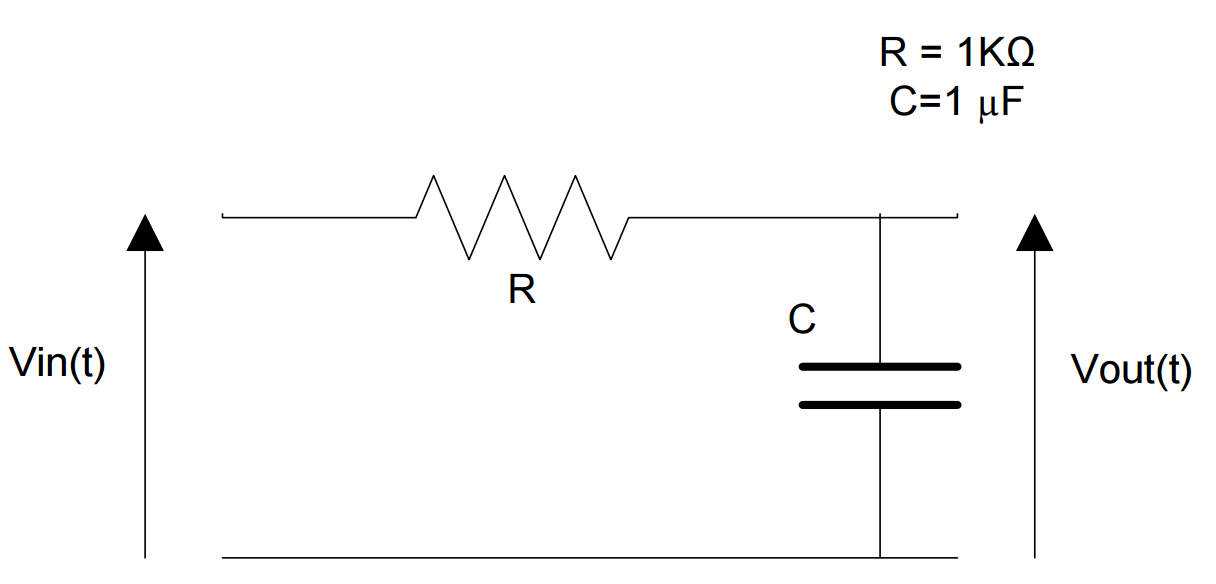 R = 1KΩ
C=1 μF
R
C
Vin(t)
Vout(t)